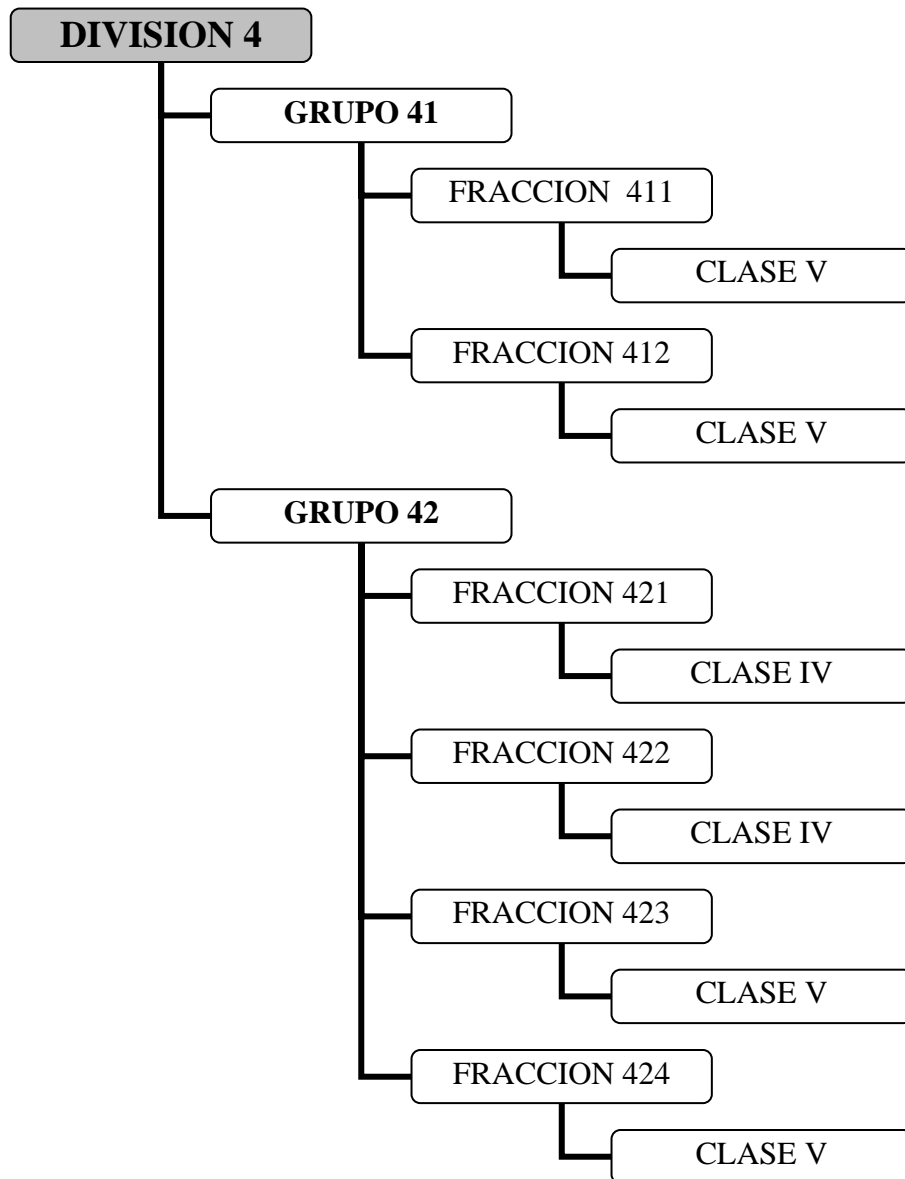 DIVISION 4
GRUPO 41
FRACCION 411
CLASE V
FRACCION 412
CLASE V
GRUPO 42
FRACCION 421
CLASE IV
FRACCION 422
CLASE IV
FRACCION 423
CLASE V
FRACCION 424
CLASE V